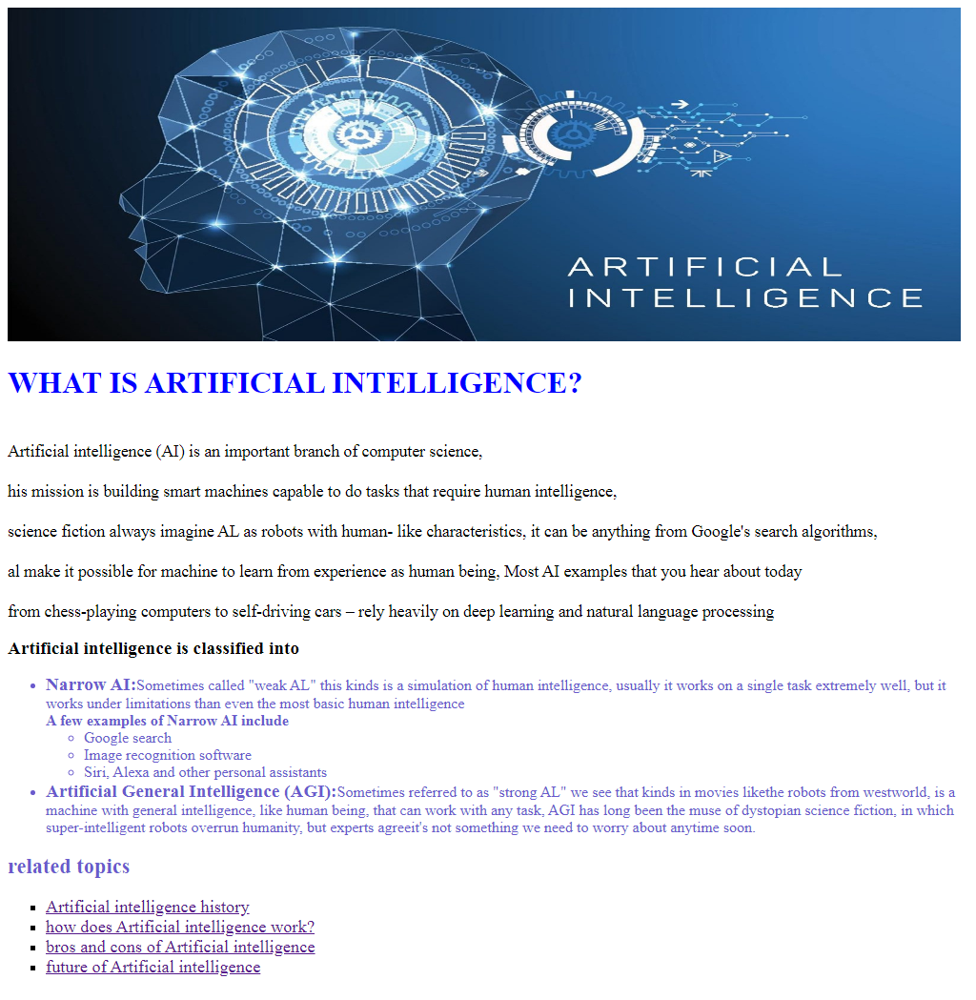 ARTIFICIAL
INTELLIGENCE
WHAT IS ARTIFICIAL INTELLIGENCE?
Artificial intelligence (AI) is an important branch of computer science,
his mission is building smart machines capable to do tasks that require human intelligence,
science fiction always imagine AL as robots with human- like characteristics, it can be anything from Google's search algorithms,
al make it possible for machine to learn from experience as human being, Most AI examples that you hear about today
from chess-playing computers to self-driving cars – rely heavily on deep learning and natural language processing
Artificial intelligence is classified into
Narrow AI:Sometimes called "weak AL" this kinds is a simulation of human intelligence, usually it works on a single task extremely well, but it
works under limitations than even the most basic human intelligence
A few examples of Narrow AI include
Google search
Image recognition software
Siri, Alexa and other personal assistants
Artificial General Intelligence (AGI):Sometimes referred to as "strong AL" we see that kinds in movies likethe robots from westworld, is a
machine with general intelligence, like human being, that can work with any task, AGI has long been the muse of dystopian science fiction, in which
super-intelligent robots overrun humanity, but experts agreeit's not something we need to worry about anytime soon.
related topics
Artificial intelligence history
how does Artificial intelligence work?
bros and cons of Artificial intelligence
future of Artificial intelligence